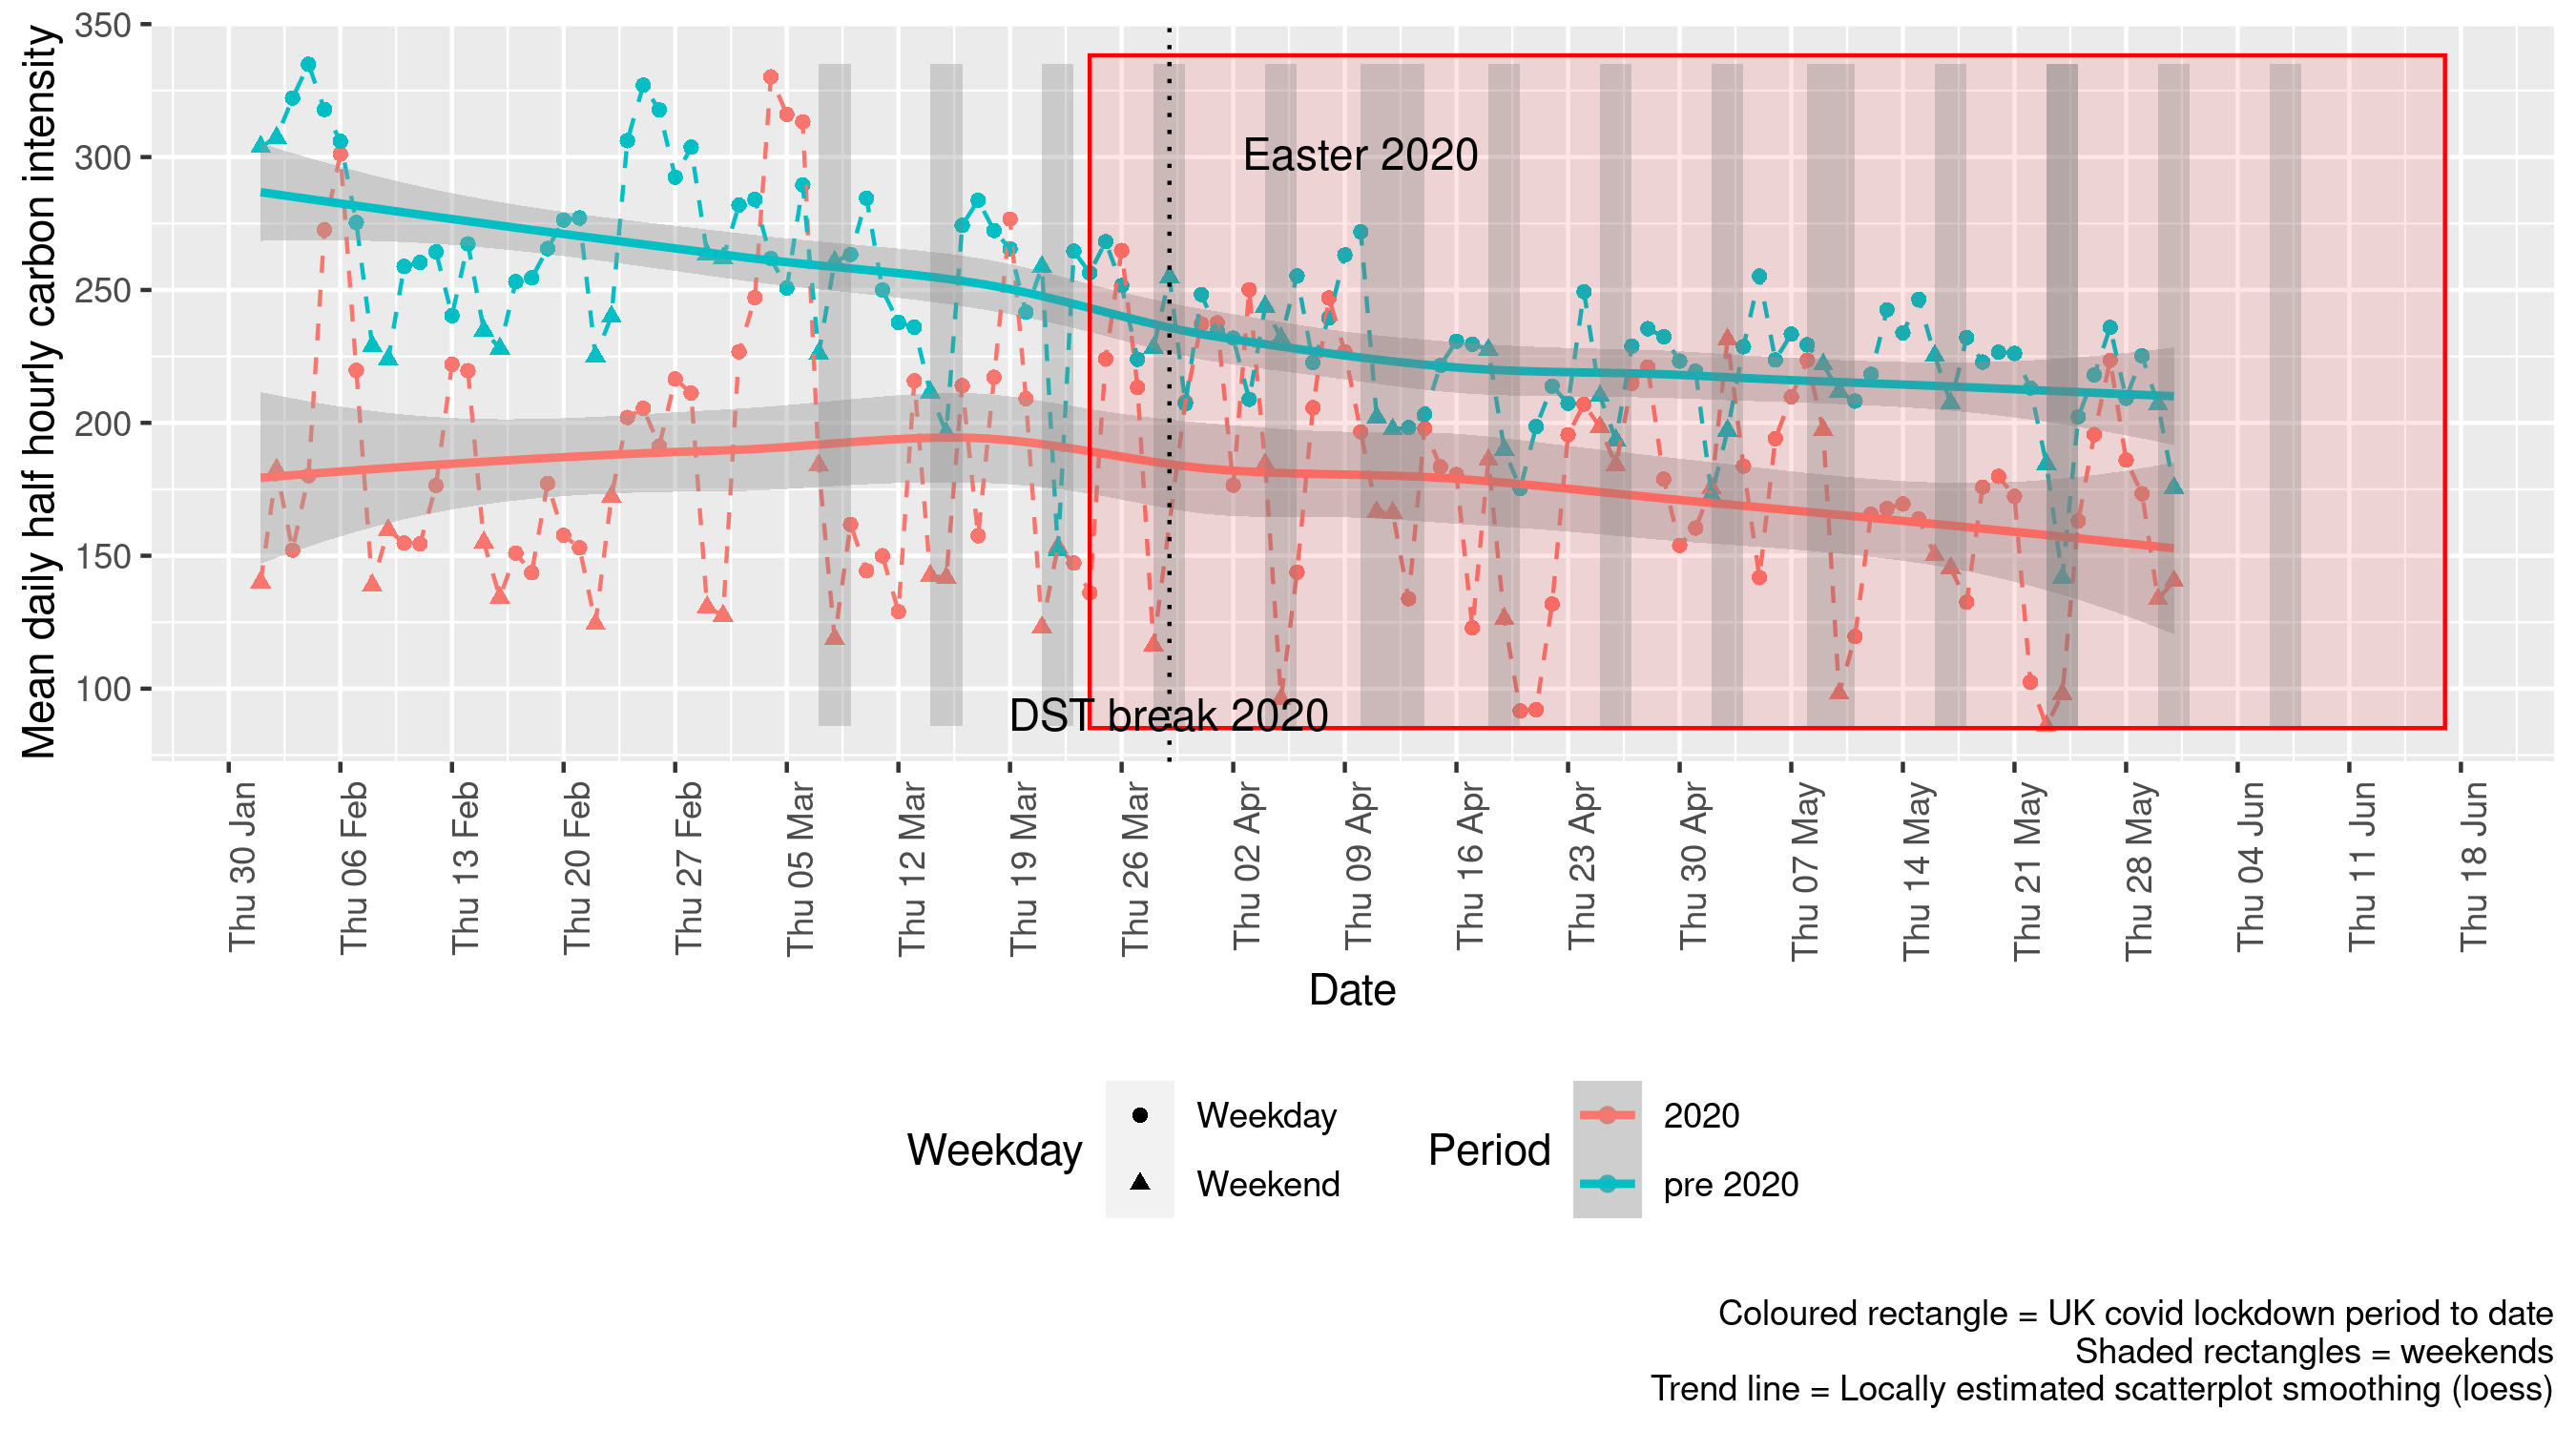 Mean daily half hourly carbon intensity
350
300
250
200
150
100
Easter 2020
DST break 2020
Thu 30 Jan
Thu 06 Feb
Thu 13 Feb
Thu 20 Feb
Thu 27 Feb
Thu 05 Mar
Thu 12 Mar
Thu 19 Mar
Thu 26 Mar
Thu 02 Apr
Thu 09 Apr
Thu 16 Apr
Thu 23 Apr
Thu 30 Apr
Thu 07 May
Thu 14 May
Thu 21 May
Thu 28 May
Thu 04 Jun
Thu 11 Jun
Thu 18 Jun
Date
Weekday
Weekday
Weekend
Period
2020
pre 2020
Coloured rectangle = UK covid lockdown period to date
Shaded rectangles = weekends
Trend line = Locally estimated scatterplot smoothing (loess)